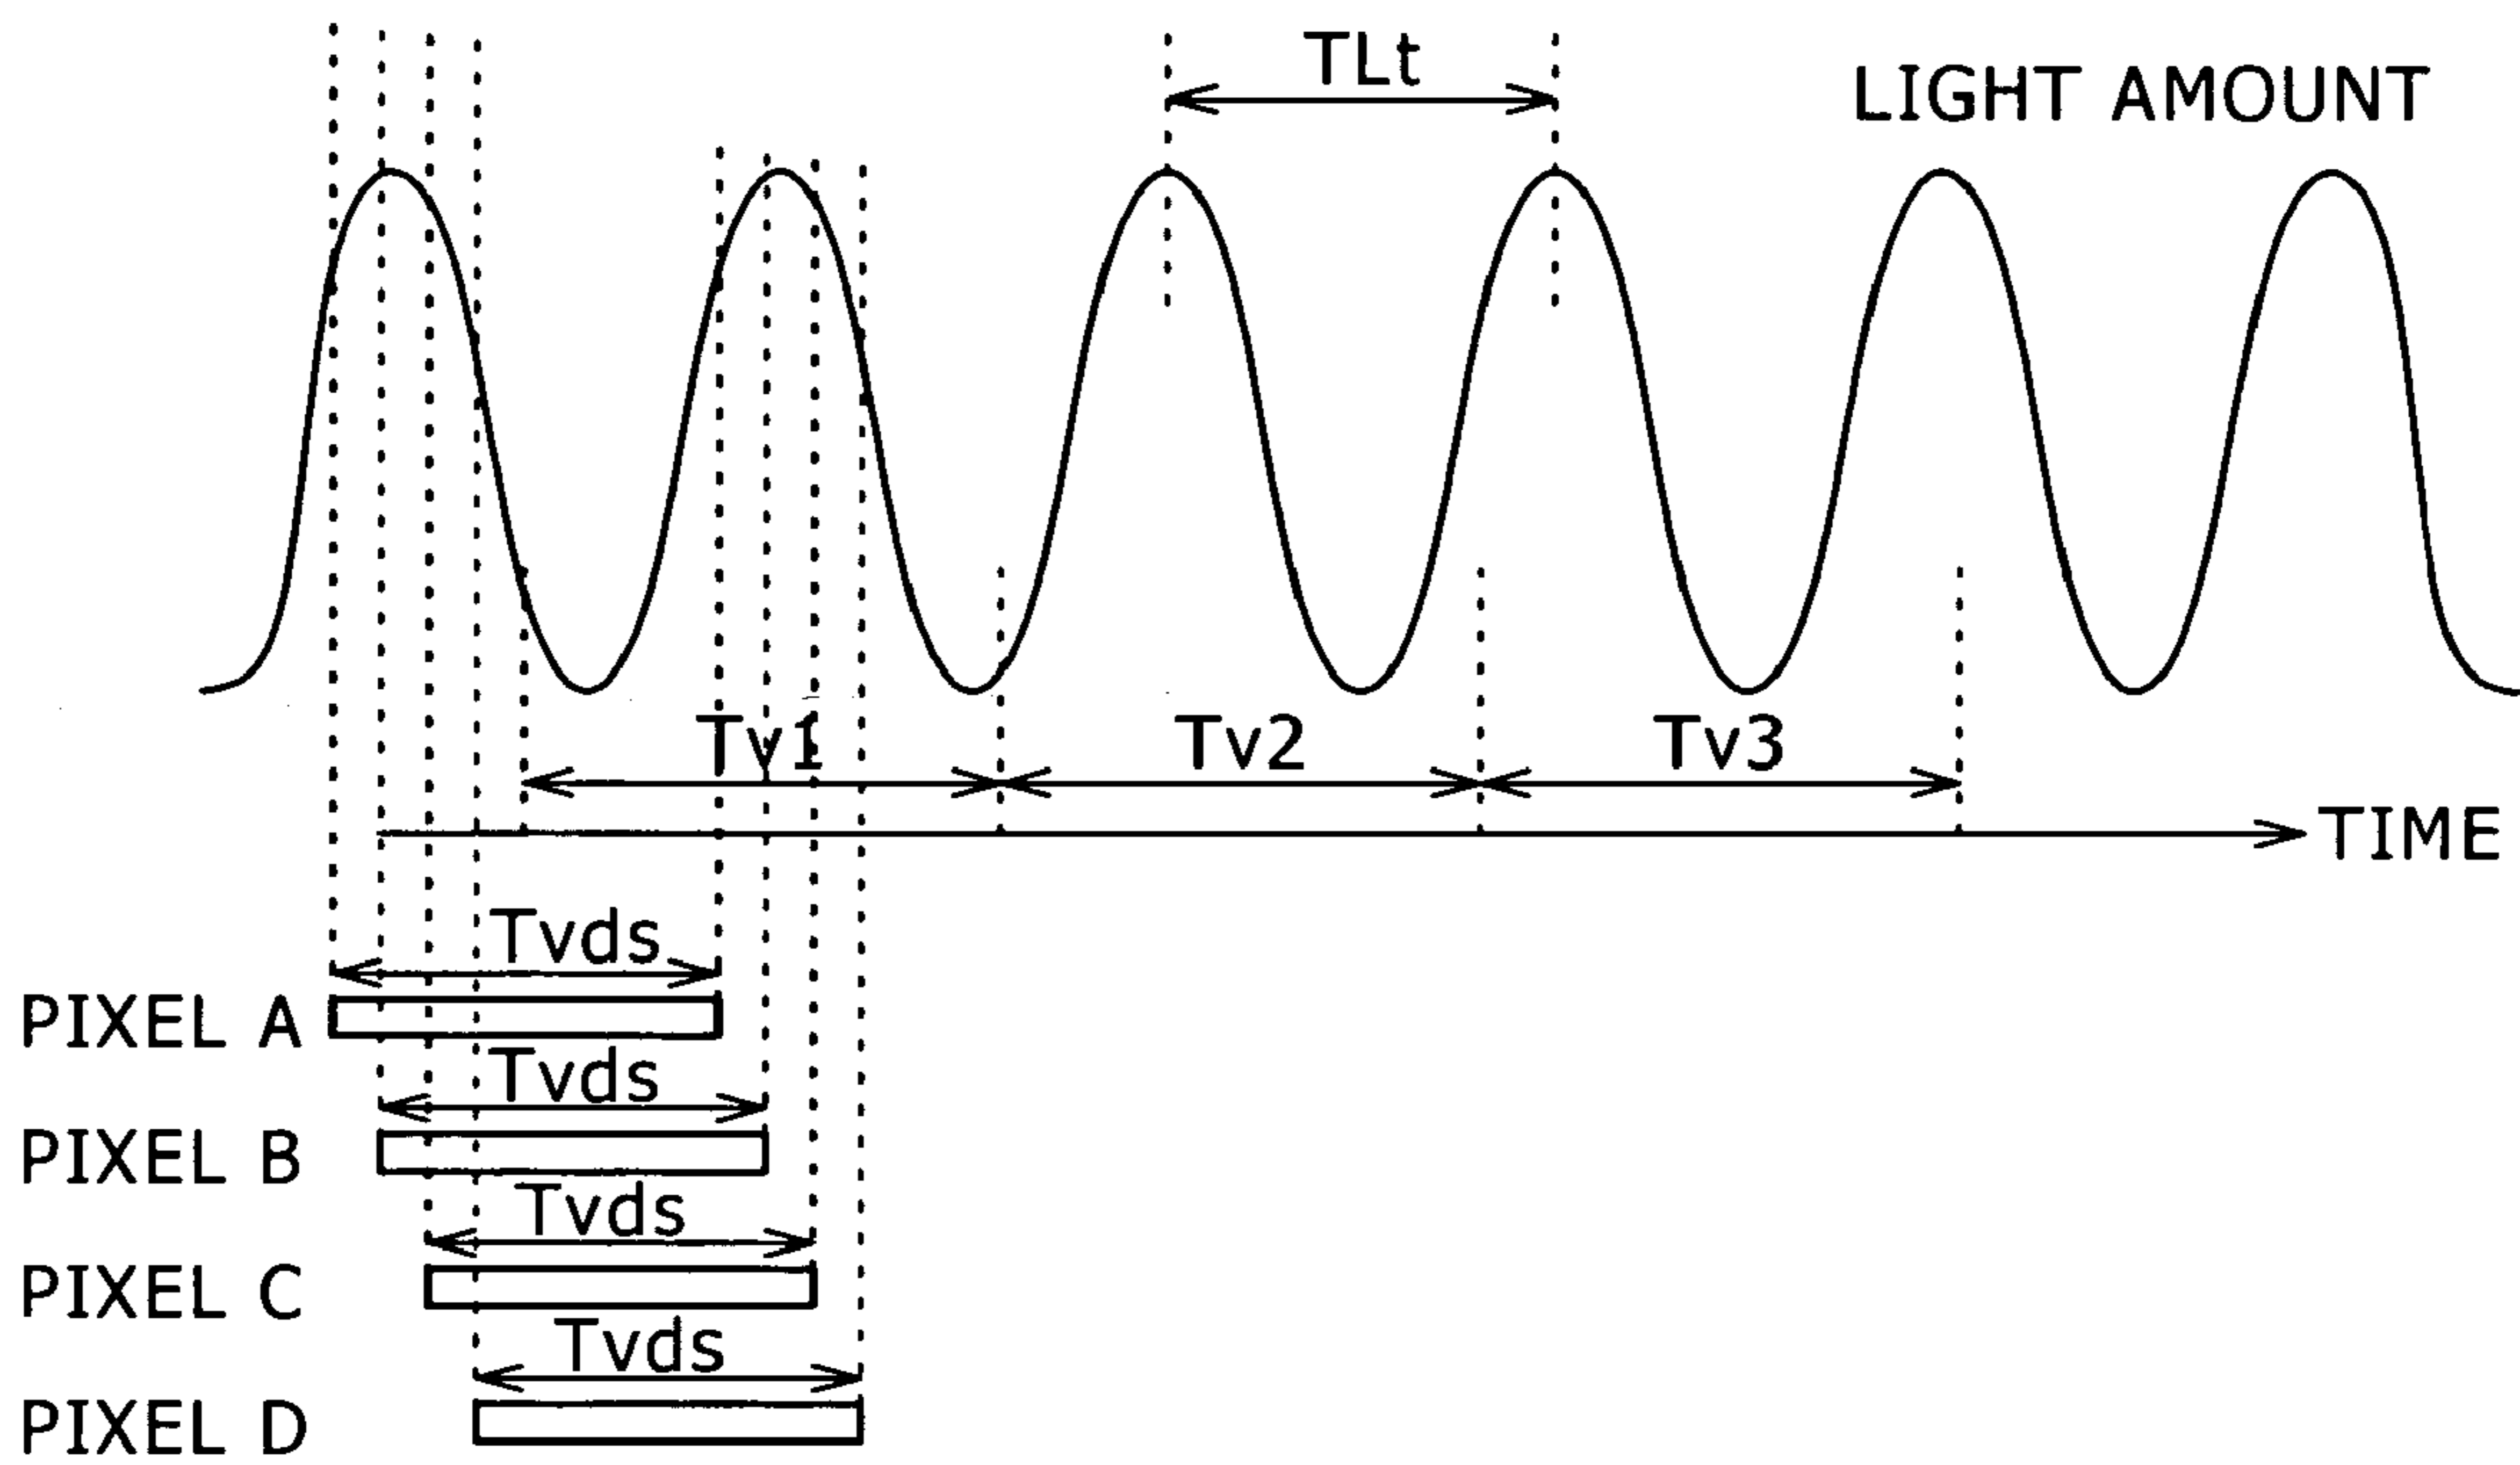 TLt
LIGHT AMOUNT
Tv1
Tv2
Tv3
TIME
Tvds
PIXEL A
Tvds
PIXEL B
Tvds
PIXEL C
Tvds
PIXEL D